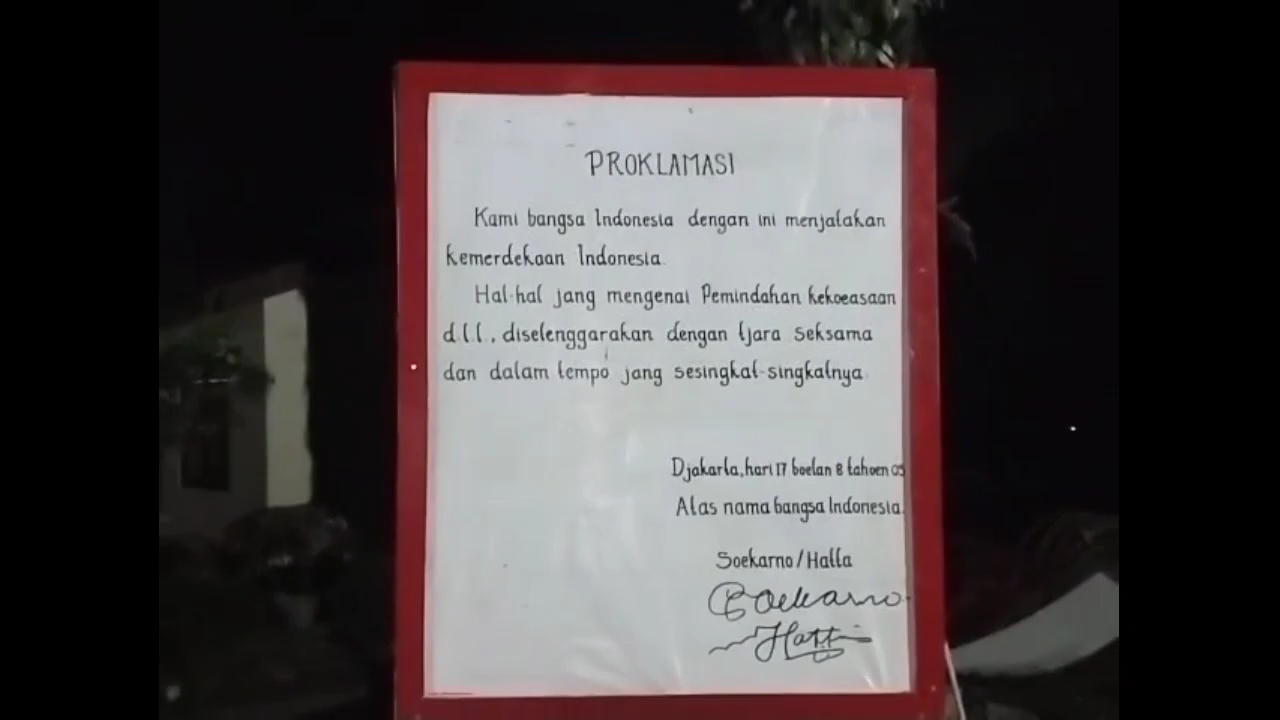 PROKLAMASI
Kami bangsa Indonesia dengan ini menjatakan
kemerdekaan Indonesia.
Hal-hal jang mengenai Pemindahan kekoeasaan
d.l.l., diselenggarakan dengan tjara seksama
dan dalam tempo jang sesingkat-singkatnya.
Djakarta, hari 17 boelan 8 tahoen 05
Atas nama bangsa Indonesia.
Soekarno/Hatta
Soekarno
Hatta